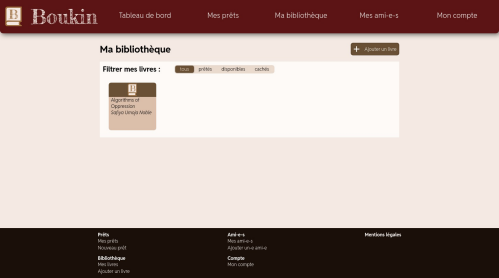 Boukin
Tableau de bord
Mes prêts
Ma bibliothèque
Mes ami-e-s
Mon compte
Ma bibliothèque
+ Ajouter un livre
Filtrer mes livres :
tous prêtés disponibles cachés
B
Algorithms of
Oppression
Safiya Umoja Noble
Prêts
Mes prêts
Nouveau prêt
Bibliothèque
Mes livres
Ajouter un livre
Ami-e-s
Mes ami-e-s
Ajouter un-e ami-e
Compte
Mon compte
Mentions légales